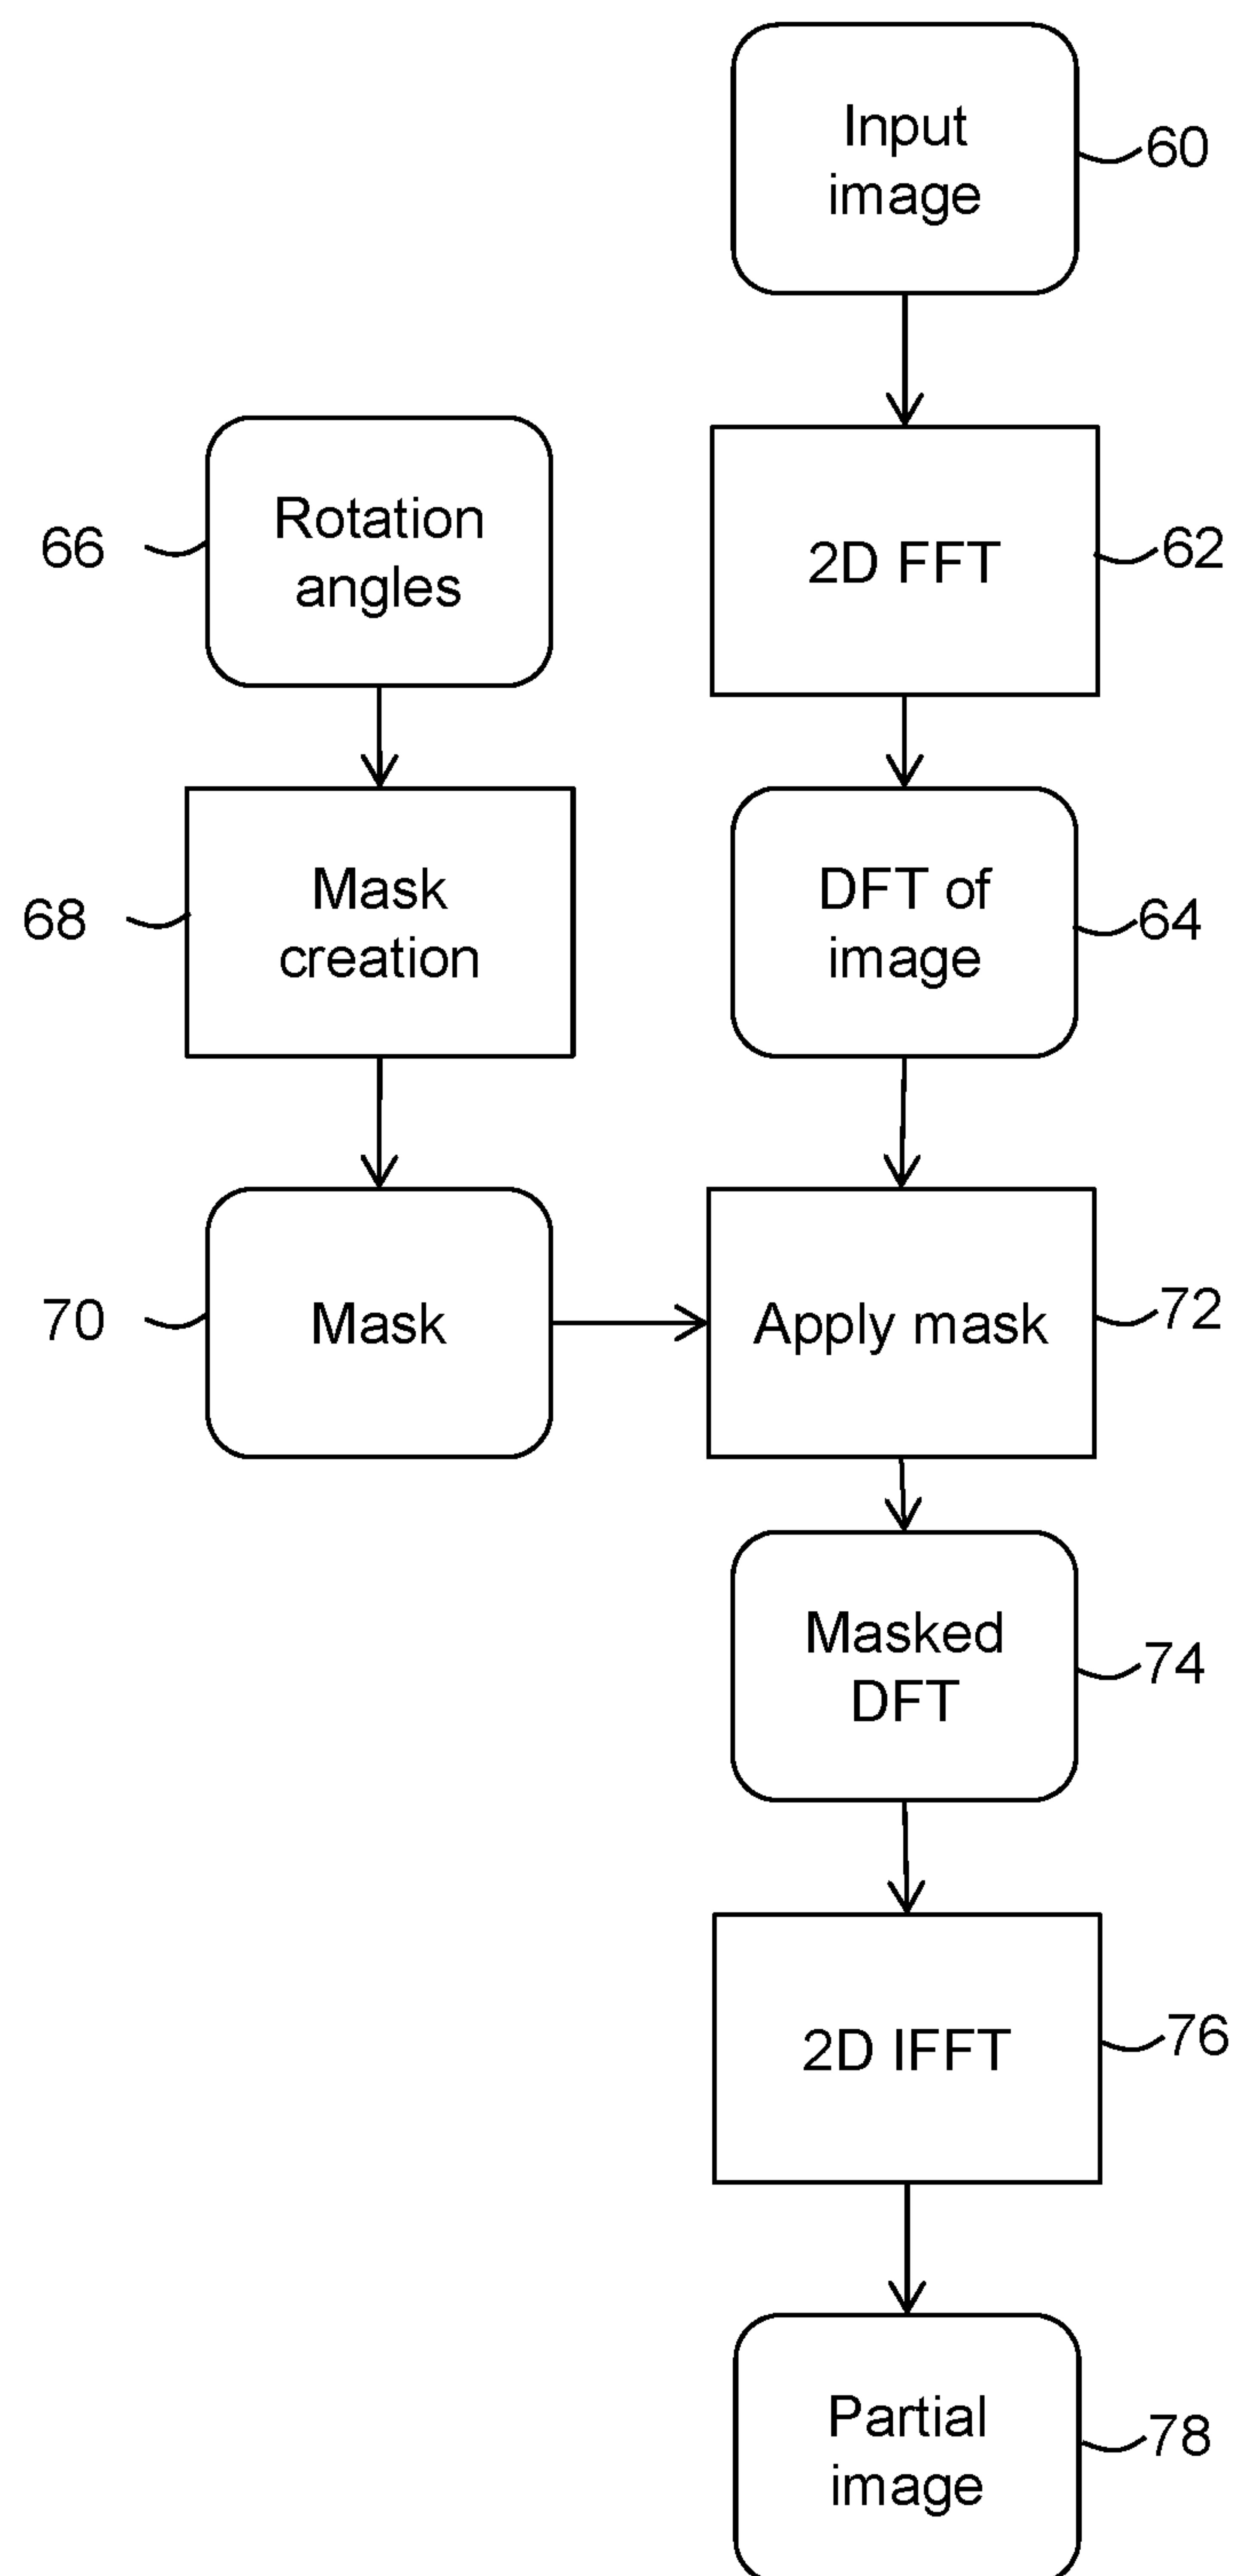 Input
image
60
Rotation
angles
66
2D FFT
62
Mask
creation
68
DFT of
image
64
Mask
70
Apply mask
72
Masked
DFT
74
2D IFFT
76
Partial
image
78